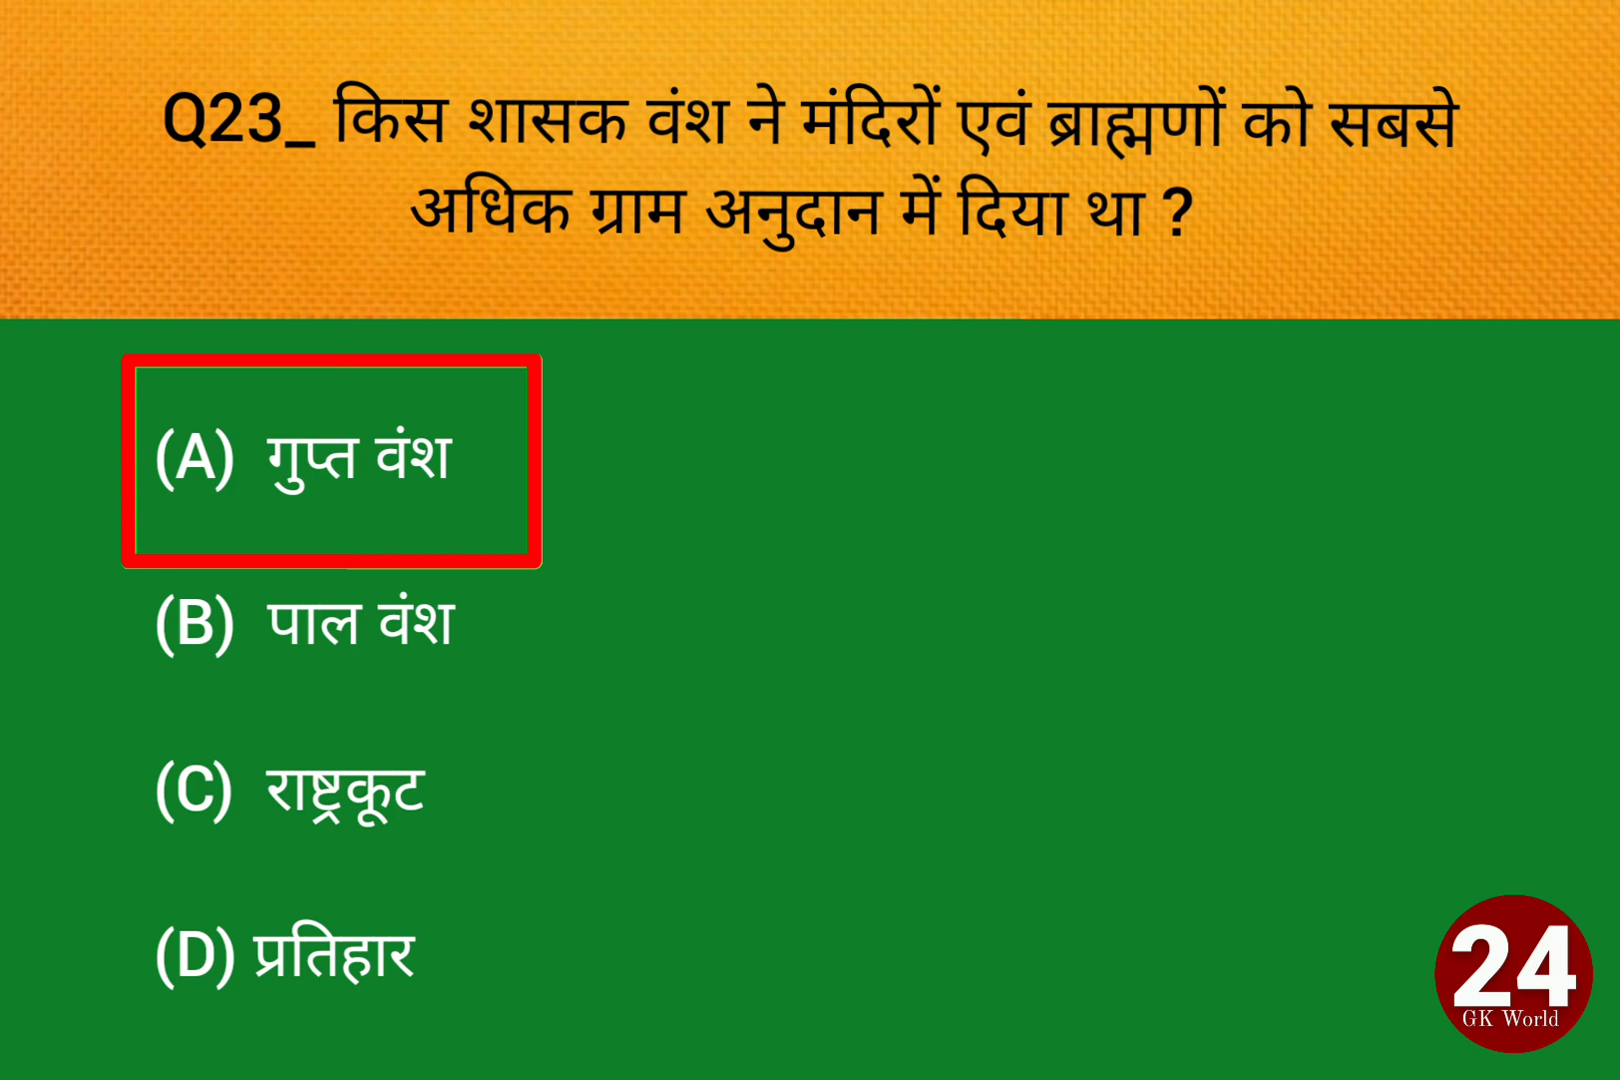 Q23_ किस शासक वंश ने मंदिरों एवं ब्राह्मणों को सबसे
अधिक ग्राम अनुदान में दिया था ?
(A) गुप्त वंश
(B) पाल वंश
(C) राष्ट्रकूट
(D) प्रतिहार
24
GK World